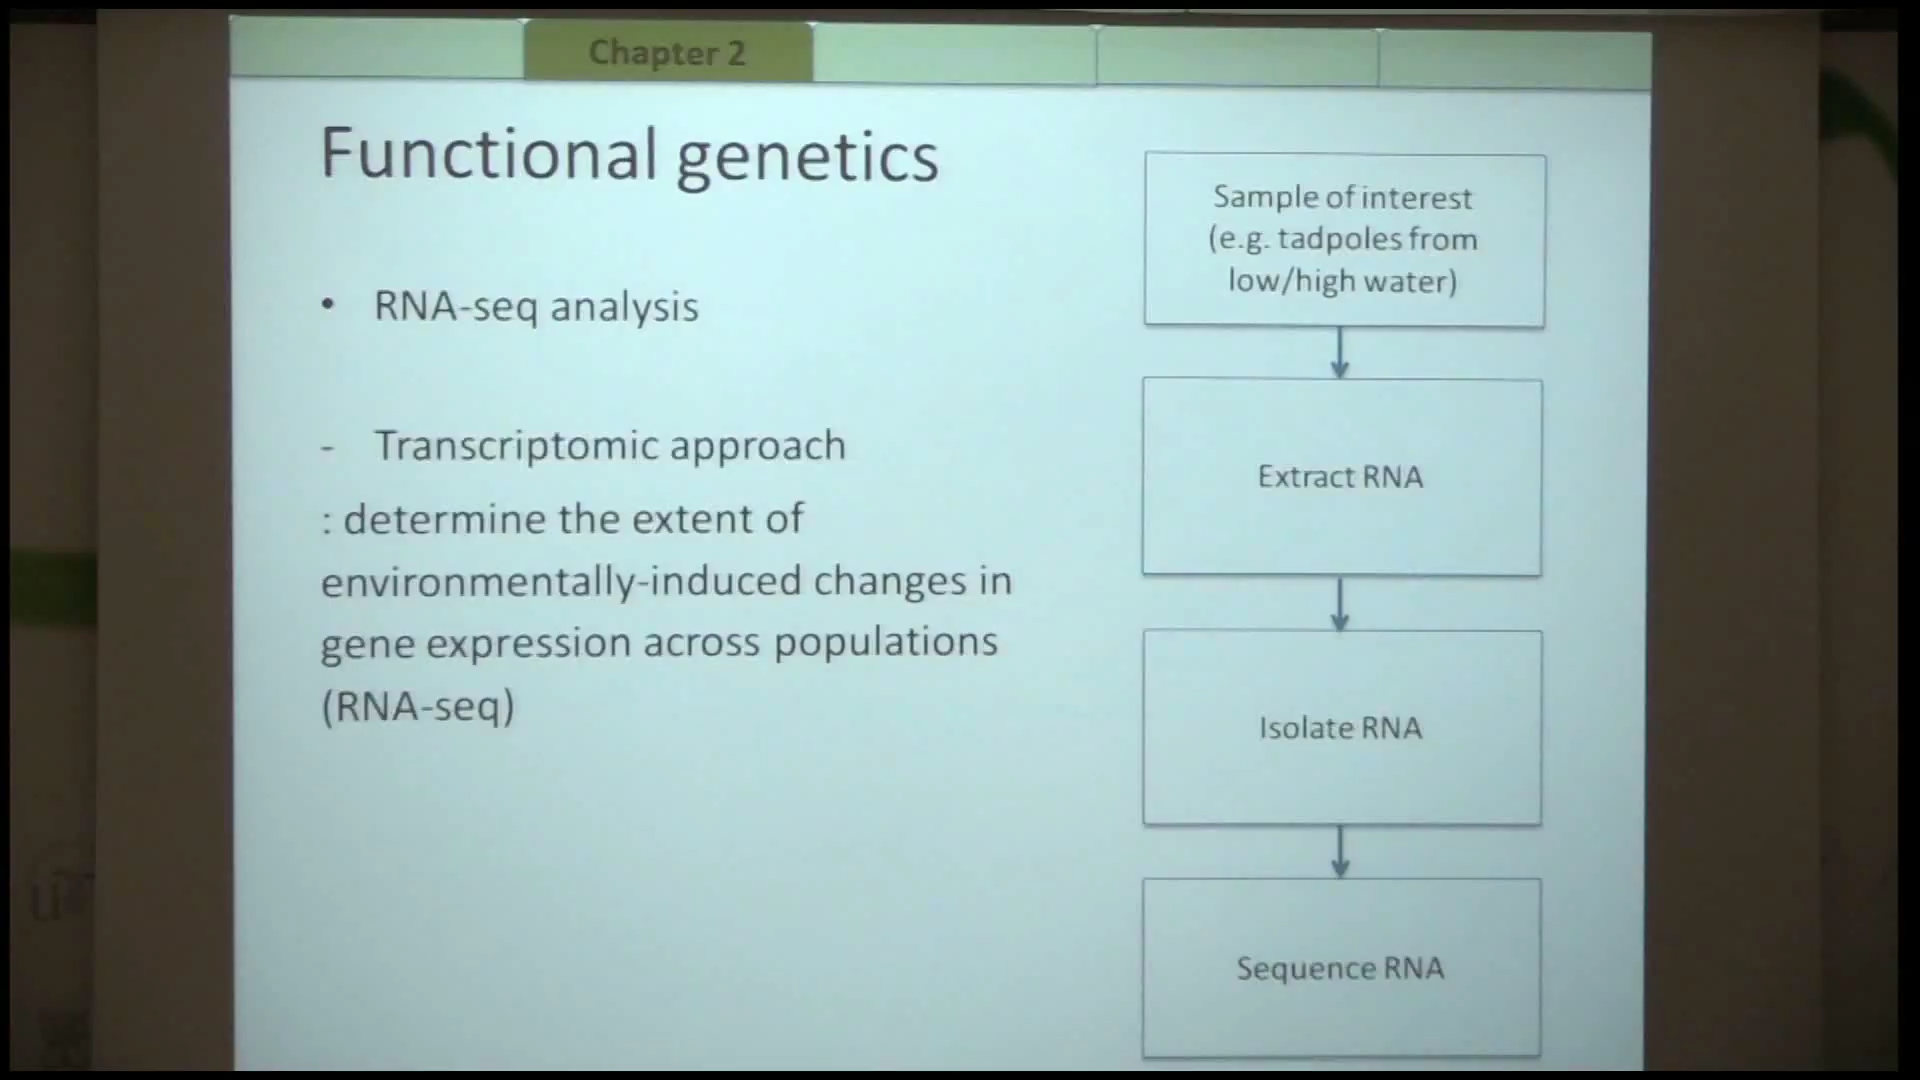 Chapter 2
Functional genetics
• RNA-seq analysis
- Transcriptomic approach
: determine the extent of
environmentally-induced changes in
gene expression across populations
(RNA-seq)
Sample of interest
(e.g. tadpoles from
low/high water)
Extract RNA
Isolate RNA
Sequence RNA